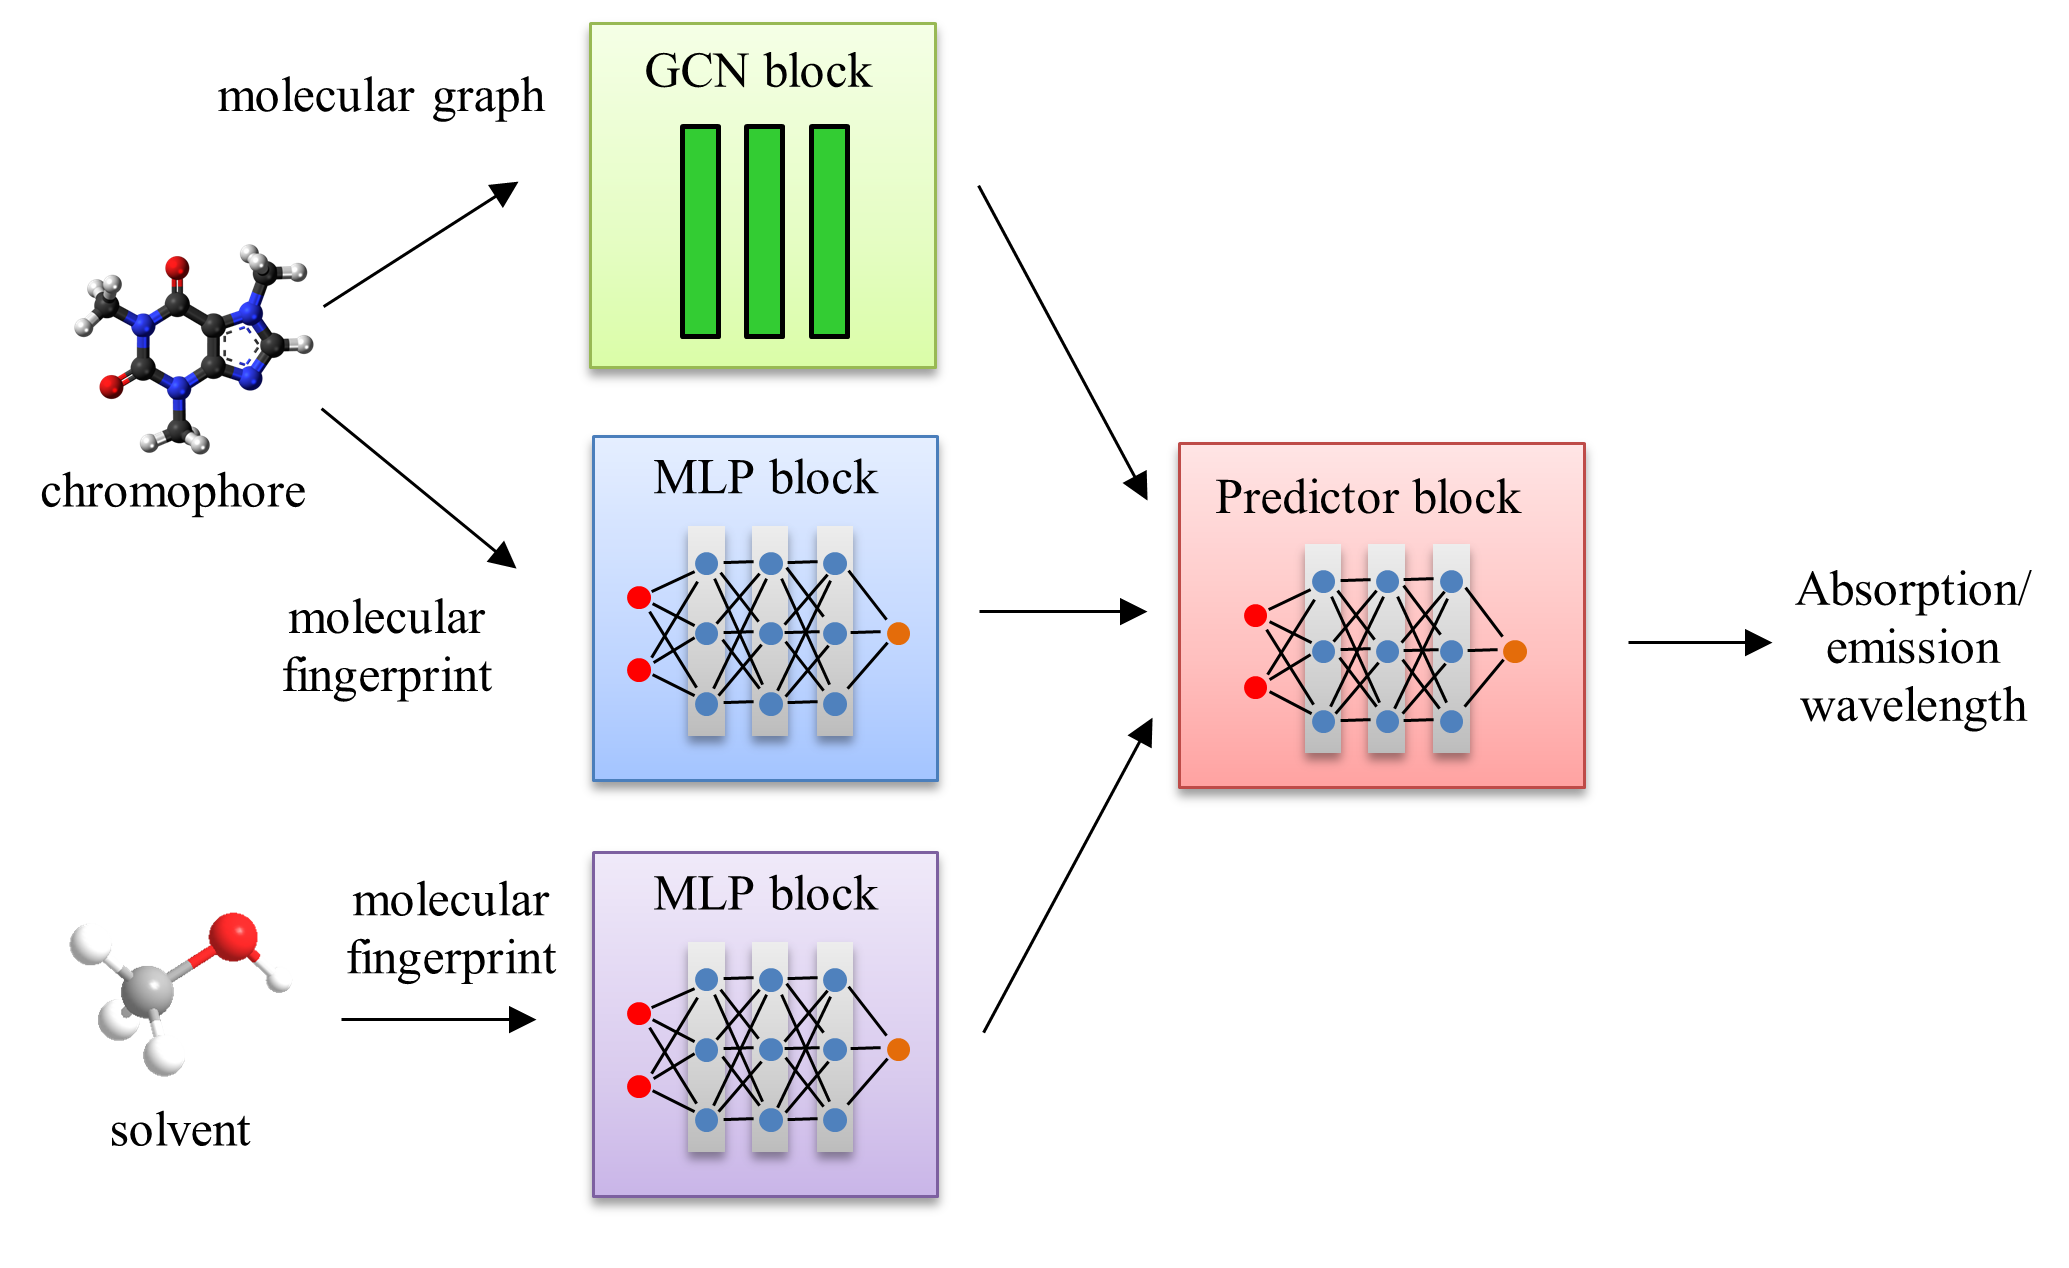 molecular graph
GCN block
chromophore
molecular
fingerprint
MLP block
Predictor block
Absorption/
emission
wavelength
molecular
fingerprint
MLP block
solvent